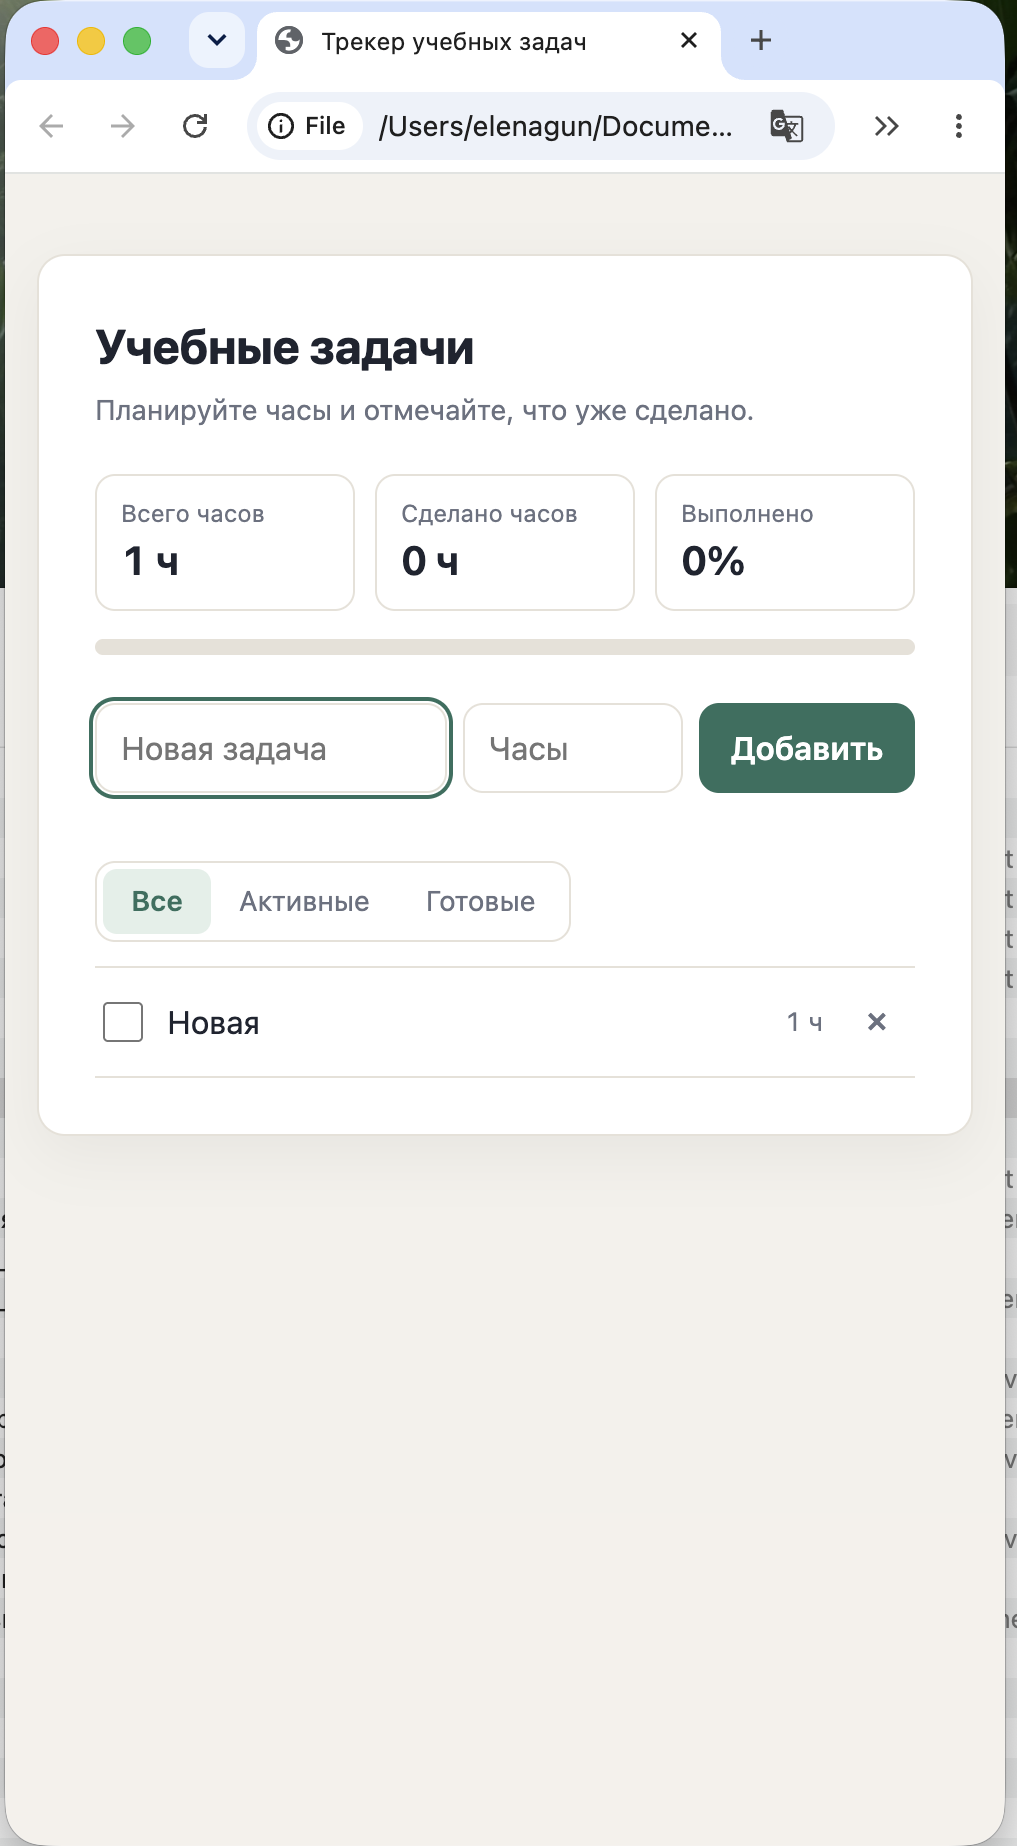 Трекер учебных задач
File /Users/elenagun/Docume...
Учебные задачи
Планируйте часы и отмечайте, что уже сделано.
Всего часов Сделано часов Выполнено
1 ч 0 ч 0%
Новая задача Часы Добавить
Все Активные Готовые
Новая 1 ч